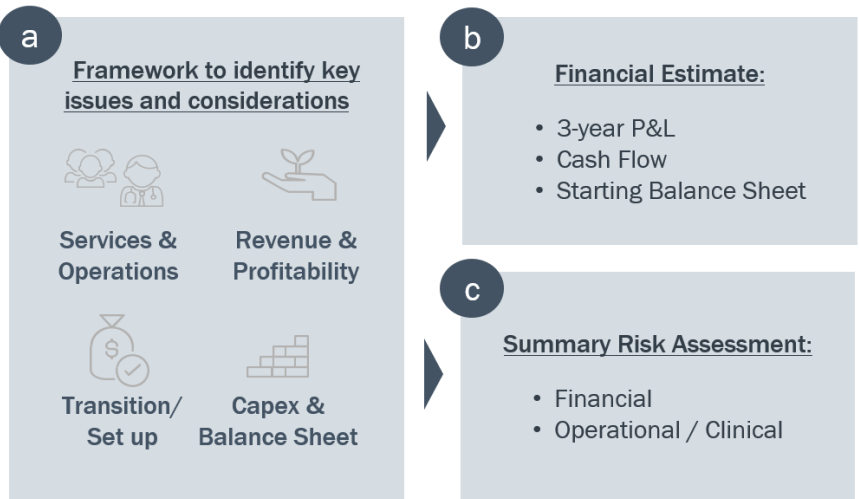 a
Framework to identify key
issues and considerations
$
Services &
Operations
Revenue &
Profitability
Transition/
Set up
Capex &
Balance Sheet
b
Financial Estimate:
• 3-year P&L
• Cash Flow
• Starting Balance Sheet
c
Summary Risk Assessment:
• Financial
• Operational / Clinical